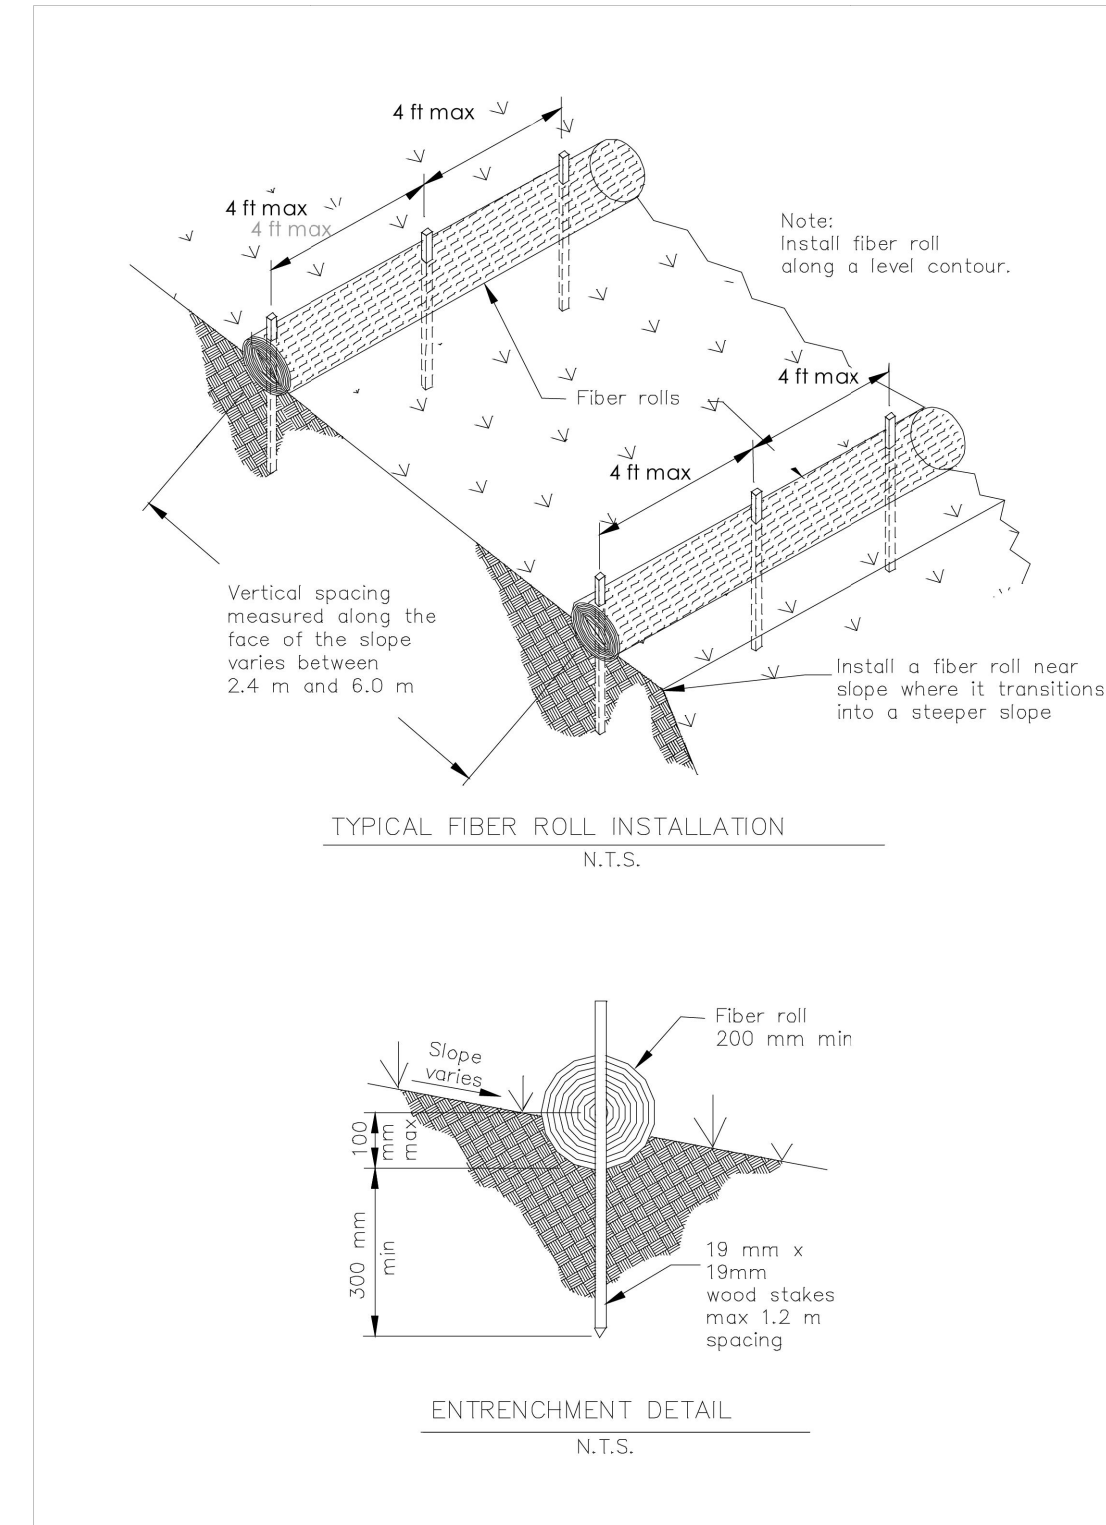 4 ft max
4 ft max
4 ft max
Note:
Install fiber roll
along a level contour.
4 ft max
Fiber rolls
4 ft max
Vertical spacing
measured along the
face of the slope
varies between
2.4 m and 6.0 m
Install a fiber roll near
slope where it transitions
into a steeper slope
TYPICAL FIBER ROLL INSTALLATION
N.T.S.
Fiber roll
200 mm min
Slope
varies
100
mm
max
300 mm
min
19 mm x
19mm
wood stakes
max 1.2 m
spacing
ENTRENCHMENT DETAIL
N.T.S.